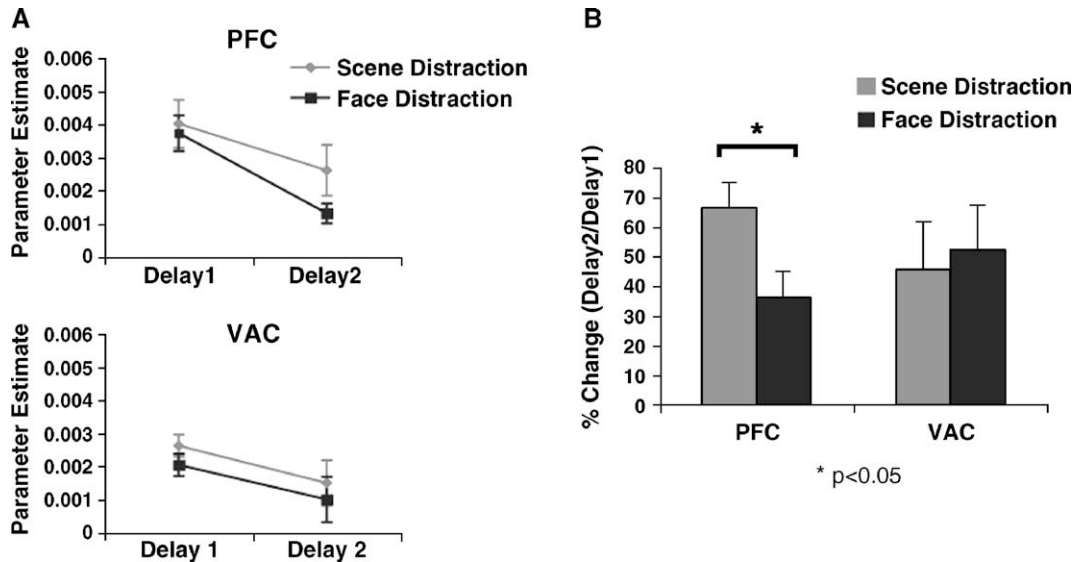 A
PFC
Parameter Estimate
0.006
0.005
0.004
0.003
0.002
0.001
0
Scene Distraction
Face Distraction
Delay1 Delay2
VAC
Parameter Estimate
0.006
0.005
0.004
0.003
0.002
0.001
0
Delay 1 Delay 2
B
Scene Distraction
Face Distraction
*
% Change (Delay2/Delay1)
80
70
60
50
40
30
20
10
0
PFC VAC
* p<0.05